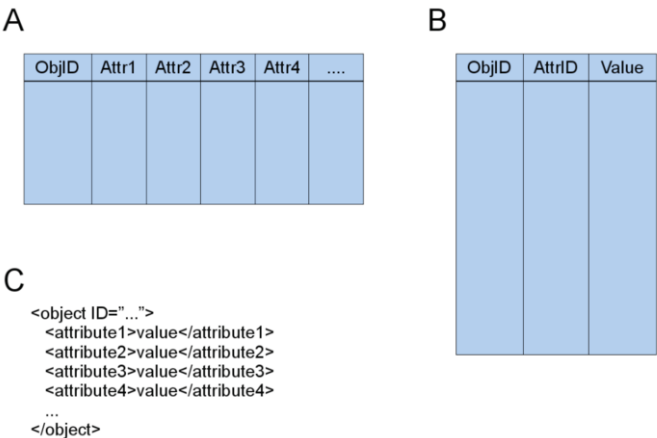 A
ObjID Attr1 Attr2 Attr3 Attr4 ....
B
ObjID AttrID Value
C
<object ID="...">
<attribute1>value</attribute1>
<attribute2>value</attribute2>
<attribute3>value</attribute3>
<attribute4>value</attribute4>
...
</object>